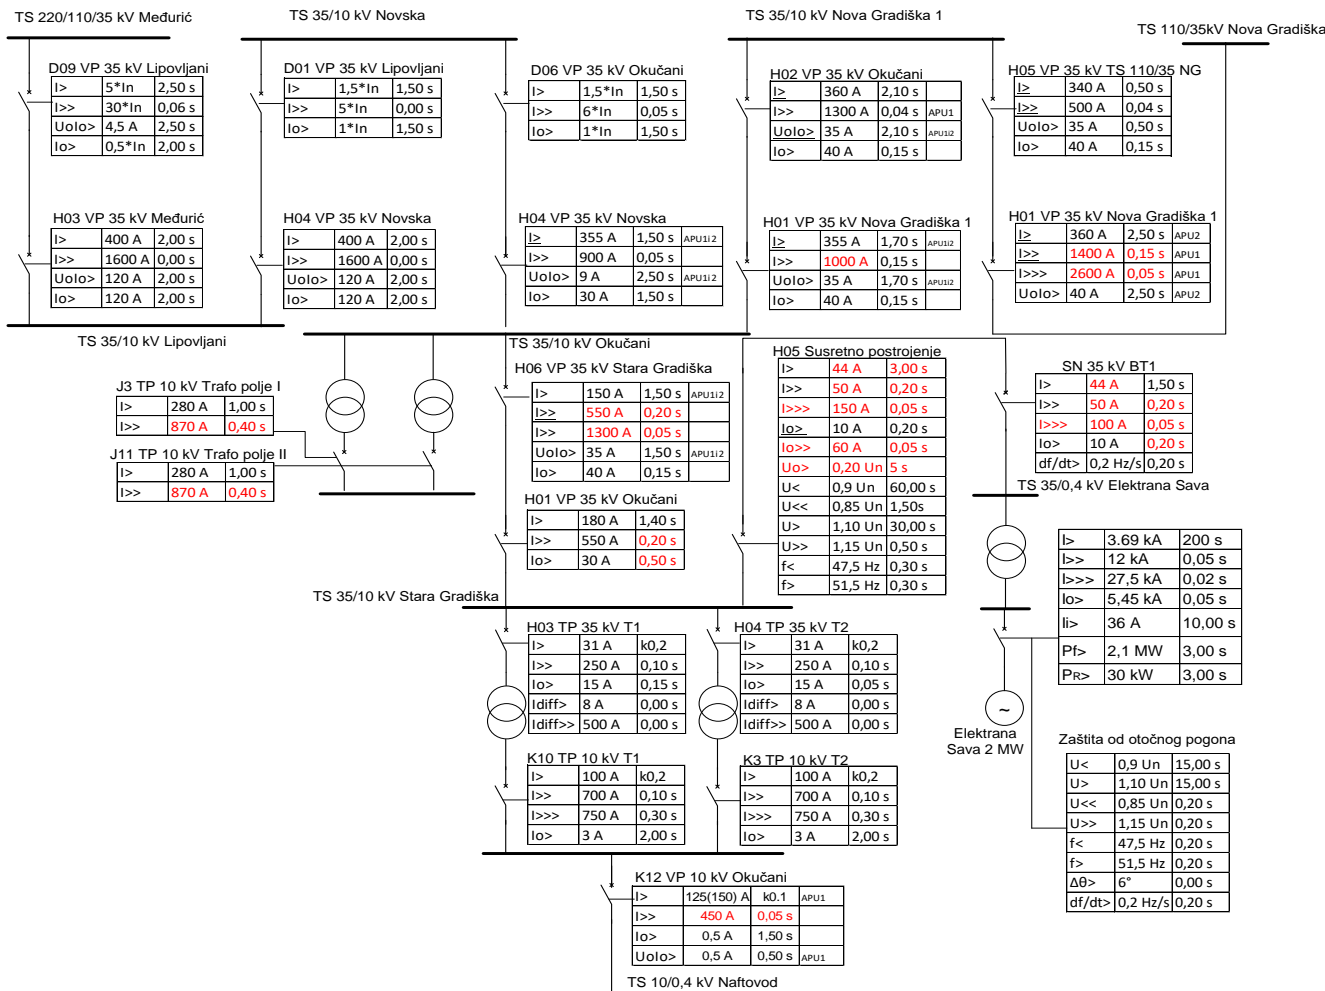 TS 220/110/35 kV Međurić
TS 35/10 kV Novska
TS 35/10 kV Nova Gradiška 1
TS 110/35kV Nova Gradiška
D09 VP 35 kV Lipovljani
I> 5*In 2,50 s
I>> 30*In 0,06 s
UoIo> 4,5 A 2,50 s
Io> 0,5*In 2,00 s
D01 VP 35 kV Lipovljani
I> 1,5*In 1,50 s
I>> 5*In 0,00 s
Io> 1*In 1,50 s
D06 VP 35 kV Okučani
I> 1,5*In 1,50 s
I>> 6*In 0,05 s
Io> 1*In 1,50 s
H02 VP 35 kV Okučani
I> 360 A 2,10 s
I>> 1300 A 0,04 s APU1
UoIo> 35 A 2,10 s APU1i2
Io> 40 A 0,15 s
H05 VP 35 kV TS 110/35 NG
I> 340 A 0,50 s
I>> 500 A 0,04 s
UoIo> 35 A 0,50 s
Io> 40 A 0,15 s
H03 VP 35 kV Međurić
I> 400 A 2,00 s
I>> 1600 A 0,00 s
UoIo> 120 A 2,00 s
Io> 120 A 2,00 s
H04 VP 35 kV Novska
I> 400 A 2,00 s
I>> 1600 A 0,00 s
UoIo> 120 A 2,00 s
Io> 120 A 2,00 s
H04 VP 35 kV Novska
I> 355 A 1,50 s APU1i2
I>> 900 A 0,05 s
UoIo> 9 A 2,50 s APU1i2
Io> 30 A 1,50 s
H01 VP 35 kV Nova Gradiška 1
I> 355 A 1,70 s APU1i2
I>> 1000 A 0,15 s
UoIo> 35 A 1,70 s APU1i2
Io> 40 A 0,15 s
H01 VP 35 kV Nova Gradiška 1
I> 360 A 2,50 s APU2
I>> 1400 A 0,15 s APU1
I>>> 2600 A 0,05 s APU1
UoIo> 40 A 2,50 s APU2
TS 35/10 kV Lipovljani
TS 35/10 kV Okučani
J3 TP 10 kV Trafo polje I
I> 280 A 1,00 s
I>> 870 A 0,40 s
J11 TP 10 kV Trafo polje II
I> 280 A 1,00 s
I>> 870 A 0,40 s
H06 VP 35 kV Stara Gradiška
I> 150 A 1,50 s APU1i2
I>> 550 A 0,20 s
I>>> 1300 A 0,05 s
UoIo> 35 A 1,50 s APU1i2
Io> 40 A 0,15 s
H05 Susretno postrojenje
I> 44 A 3,00 s
I>> 50 A 0,20 s
I>>> 150 A 0,05 s
Io> 10 A 0,20 s
Io>> 60 A 0,05 s
Uo> 0,20 Un 5 s
U< 0,9 Un 60,00 s
U<< 0,85 Un 1,50s
U> 1,10 Un 30,00 s
U>> 1,15 Un 0,50 s
f< 47,5 Hz 0,30 s
f> 51,5 Hz 0,30 s
SN 35 kV BT1
I> 44 A 1,50 s
I>> 50 A 0,20 s
I>>> 100 A 0,05 s
Io> 10 A 0,20 s
df/dt> 0,2 Hz/s 0,20 s
TS 35/0,4 kV Elektrana Sava
H01 VP 35 kV Okučani
I> 180 A 1,40 s
I>> 550 A 0,20 s
Io> 30 A 0,50 s
I> 3.69 kA 200 s
I>> 12 kA 0,05 s
I>>> 27,5 kA 0,02 s
Io> 5,45 kA 0,05 s
Ii> 36 A 10,00 s
Pf> 2,1 MW 3,00 s
PR> 30 kW 3,00 s
TS 35/10 kV Stara Gradiška
H03 TP 35 kV T1
I> 31 A k0,2
I>> 250 A 0,10 s
Io> 15 A 0,15 s
Idiff> 8 A 0,00 s
Idiff>> 500 A 0,00 s
H04 TP 35 kV T2
I> 31 A k0,2
I>> 250 A 0,10 s
Io> 15 A 0,05 s
Idiff> 8 A 0,00 s
Idiff>> 500 A 0,00 s
~
Elektrana
Sava 2 MW
Zaštita od otočnog pogona
U< 0,9 Un 15,00 s
U> 1,10 Un 15,00 s
U<< 0,85 Un 0,20 s
U>> 1,15 Un 0,20 s
f< 47,5 Hz 0,20 s
f> 51,5 Hz 0,20 s
Δθ> 6° 0,00 s
df/dt> 0,2 Hz/s 0,20 s
K10 TP 10 kV T1
I> 100 A k0,2
I>> 700 A 0,10 s
I>>> 750 A 0,30 s
Io> 3 A 2,00 s
K3 TP 10 kV T2
I> 100 A k0,2
I>> 700 A 0,10 s
I>>> 750 A 0,30 s
Io> 3 A 2,00 s
K12 VP 10 kV Okučani
I> 125(150) A k0.1 APU1
I>> 450 A 0,05 s
Io> 0,5 A 1,50 s
UoIo> 0,5 A 0,50 s APU1
TS 10/0,4 kV Naftovod